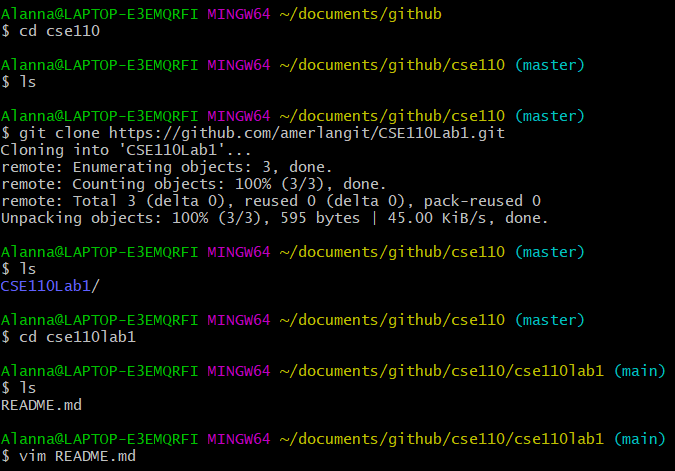 Alanna@LAPTOP-E3EMQRFI MINGW64 ~/documents/github
$ cd cse110
Alanna@LAPTOP-E3EMQRFI MINGW64 ~/documents/github/cse110 (master)
$ ls
Alanna@LAPTOP-E3EMQRFI MINGW64 ~/documents/github/cse110 (master)
$ git clone https://github.com/amerlangit/CSE110Lab1.git
Cloning into 'CSE110Lab1'...
remote: Enumerating objects: 3, done.
remote: Counting objects: 100% (3/3), done.
remote: Total 3 (delta 0), reused 0 (delta 0), pack-reused 0
Unpacking objects: 100% (3/3), 595 bytes | 45.00 KiB/s, done.
Alanna@LAPTOP-E3EMQRFI MINGW64 ~/documents/github/cse110 (master)
$ ls
CSE110Lab1/
Alanna@LAPTOP-E3EMQRFI MINGW64 ~/documents/github/cse110 (master)
$ cd cse110lab1
Alanna@LAPTOP-E3EMQRFI MINGW64 ~/documents/github/cse110/cse110lab1 (main)
$ ls
README.md
Alanna@LAPTOP-E3EMQRFI MINGW64 ~/documents/github/cse110/cse110lab1 (main)
$ vim README.md